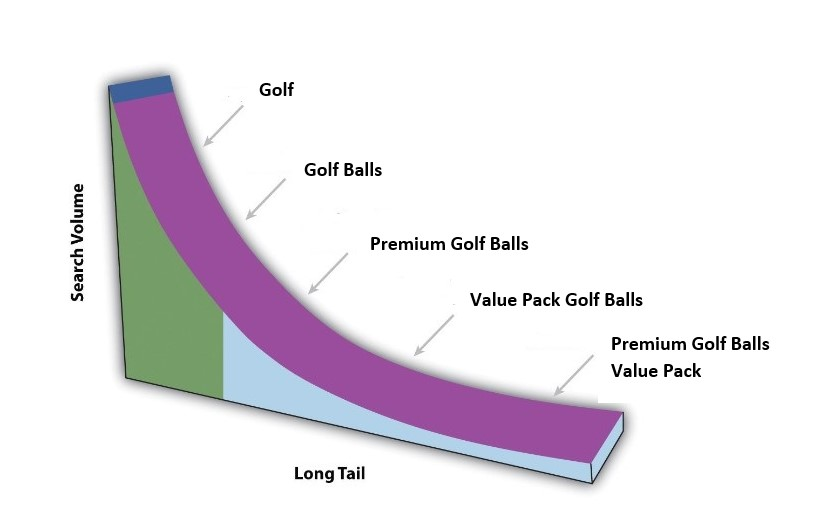 Golf
Golf Balls
Premium Golf Balls
Value Pack Golf Balls
Premium Golf Balls
Value Pack
Search Volume
Long Tail